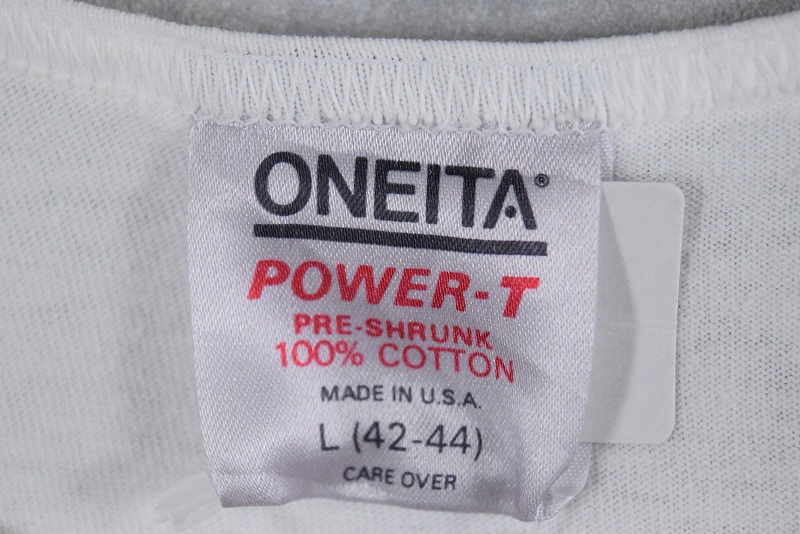 ONEITA®
POWER-T
PRE-SHRUNK
100% COTTON
MADE IN U.S.A.
L (42-44)
CARE OVER